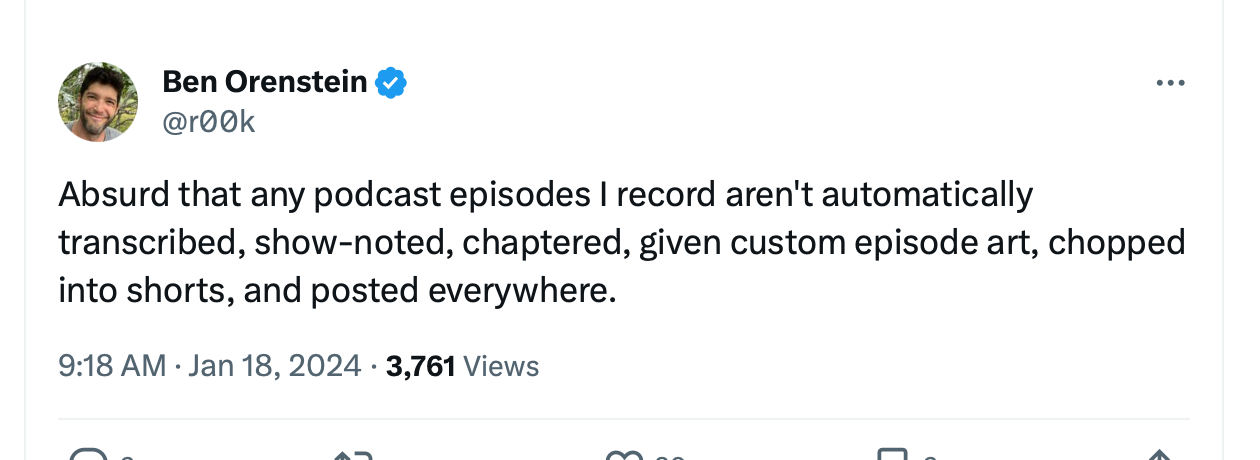 Ben Orenstein
@r00k
Absurd that any podcast episodes I record aren't automatically
transcribed, show-noted, chaptered, given custom episode art, chopped
into shorts, and posted everywhere.
9:18 AM · Jan 18, 2024 · 3,761 Views